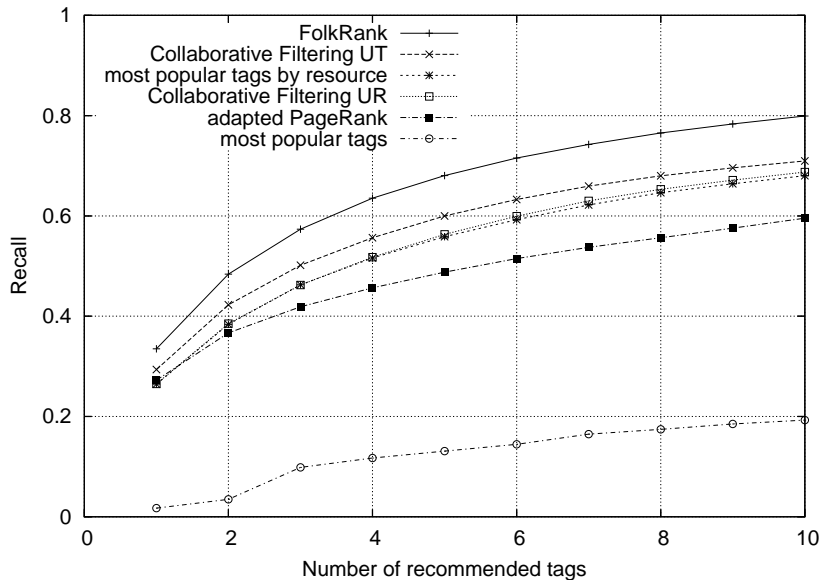 1
0.8
0.6
0.4
0.2
0
Recall
FolkRank
Collaborative Filtering UT
most popular tags by resource
Collaborative Filtering UR
adapted PageRank
most popular tags
0 2 4 6 8 10
Number of recommended tags